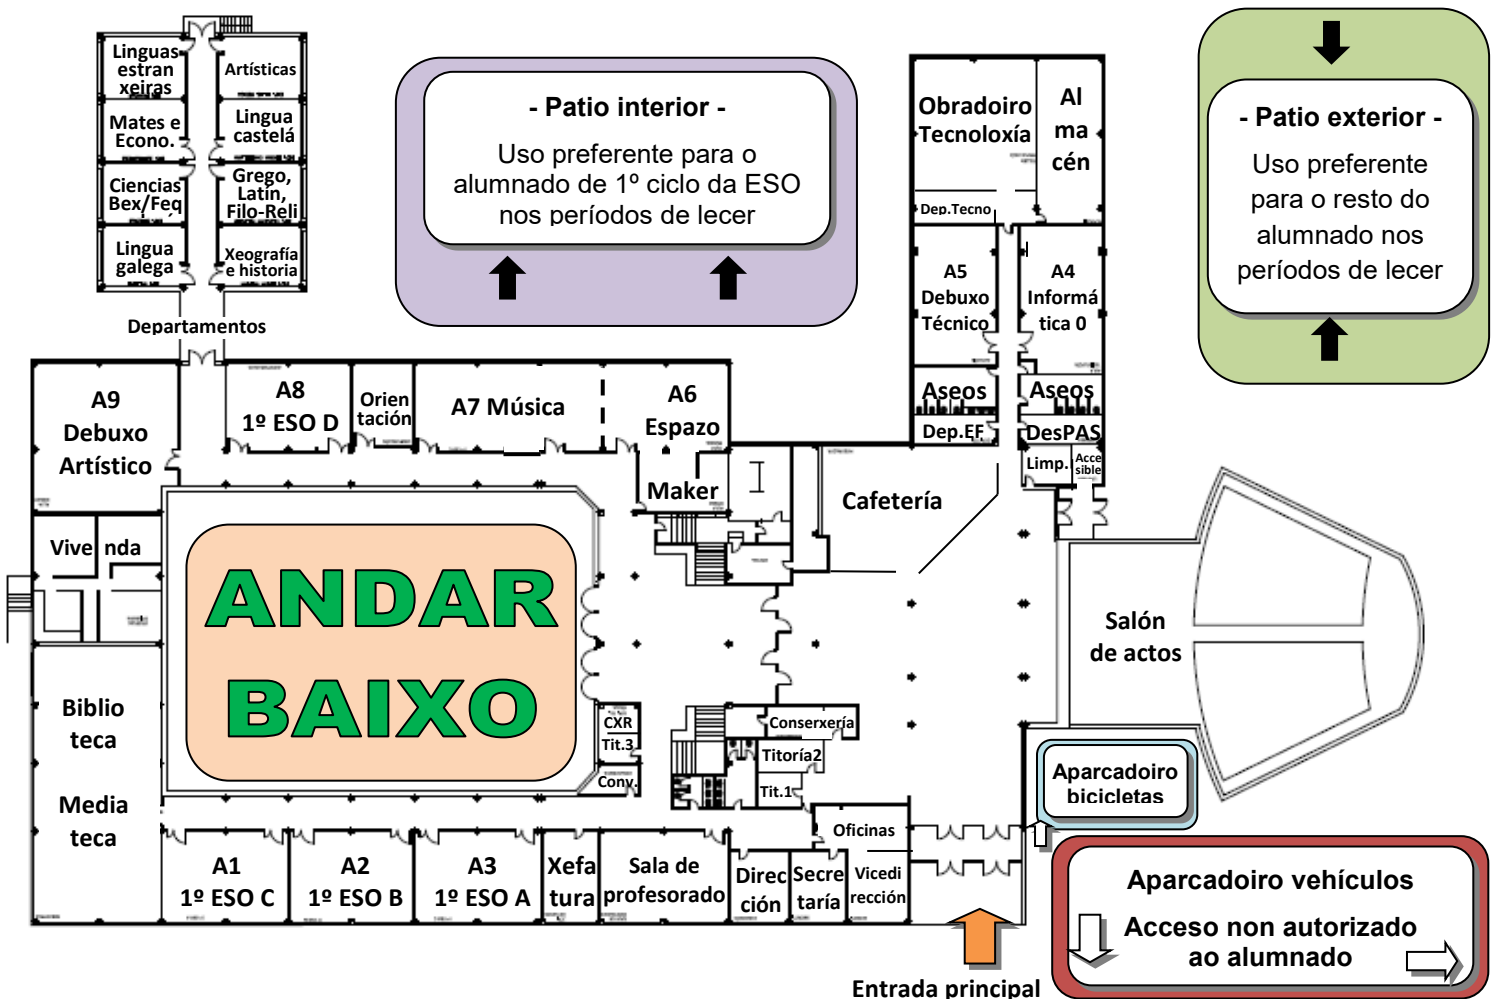 Linguas
estran
xeiras
Artísticas
Mates e
Econo.
Lingua
castelá
Ciencias
Bex/Feq
Grego,
Latín,
Filo-Reli
Lingua
galega
Xeografía
e historia
Departamentos
- Patio interior -
Uso preferente para o
alumnado de 1º ciclo da ESO
nos períodos de lecer
Obradoiro
Tecnoloxía
Al
ma
cén
Dep.Tecno
- Patio exterior -
Uso preferente
para o resto do
alumnado nos
períodos de lecer
A5
Debuxo
Técnico
A4
Informá
tica 0
Aseos
Aseos
Dep.EF
DesPAS
Limp.
Acce
sible
A9
Debuxo
Artístico
A8
1º ESO D
Orien
tación
A7 Música
A6
Espazo
Maker
Cafetería
Vive nda
ANDAR
BAIXO
Salón
de actos
Biblio
teca
Media
teca
CXR
Tit.3
Conv.
Conserxería
Titoría2
Tit.1
Oficinas
Aparcadoiro
bicicletas
A1
1º ESO C
A2
1º ESO B
A3
1º ESO A
Xefa
tura
Sala de
profesorado
Direc
ción
Secre
taría
Vicedi
rección
Aparcadoiro vehículos
Acceso non autorizado
ao alumnado
Entrada principal